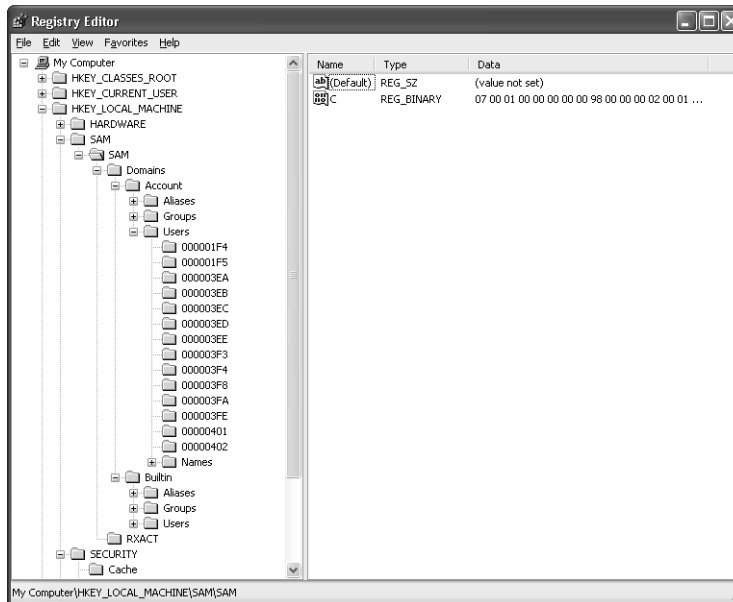 Registry Editor
File Edit View Favorites Help
My Computer
HKEY_CLASSES_ROOT
HKEY_CURRENT_USER
HKEY_LOCAL_MACHINE
HARDWARE
SAM
SAM
Domains
Account
Aliases
Groups
Users
000001F4
000001F5
000003EA
000003EB
000003EC
000003ED
000003EE
000003F3
000003F4
000003F8
000003FA
000003FE
00000401
00000402
Names
Builtin
Aliases
Groups
Users
RXACT
SECURITY
Cache
Name Type Data
(Default) REG_SZ (value not set)
C REG_BINARY 07 00 01 00 00 00 00 00 98 00 00 00 02 00 01 ...
My Computer\HKEY_LOCAL_MACHINE\SAM\SAM